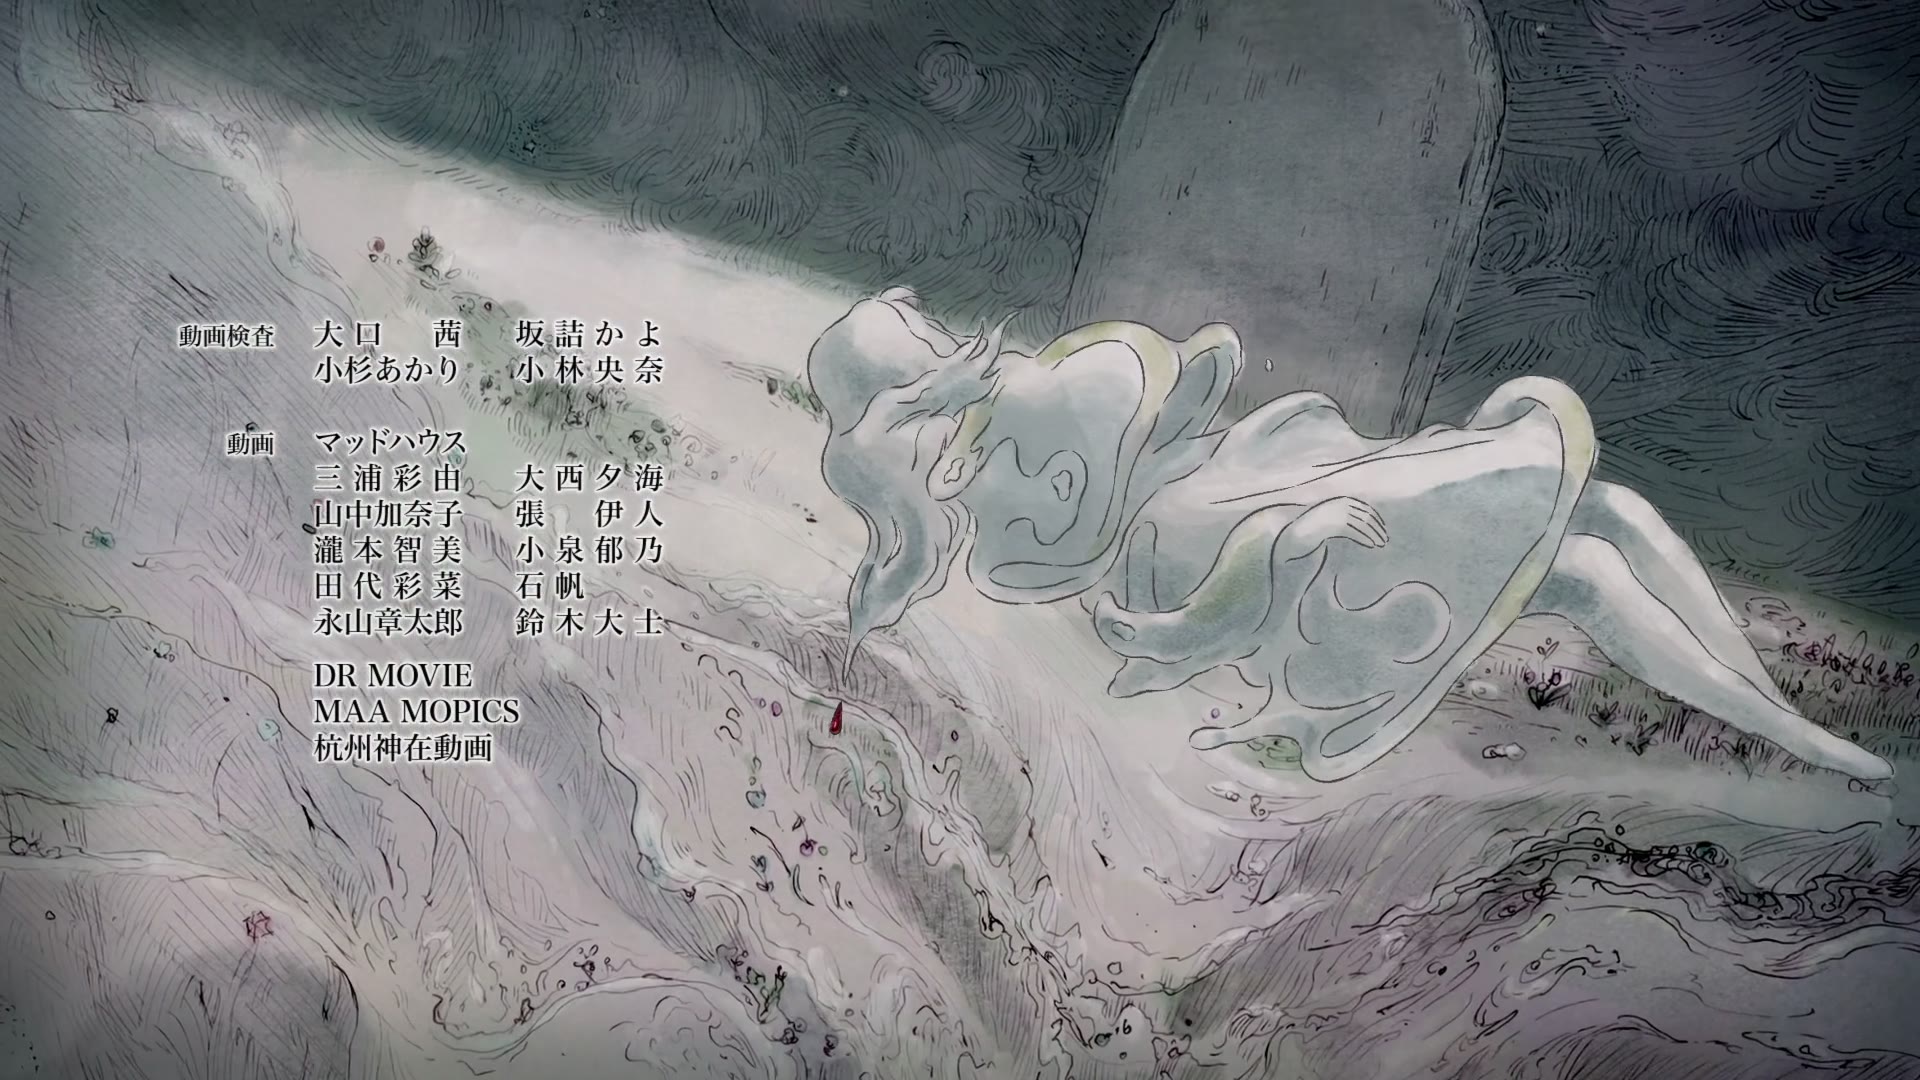 動画検査 大口 茜 坂詰かよ
小杉あかり 小林央奈
動画 マッドハウス
三浦彩由 大西夕海
山中加奈子 張 伊人
瀧本智美 小泉郁乃
田代彩菜 石帆
永山章太郎 鈴木大士
DR MOVIE
MAA MOPICS
杭州神在動画